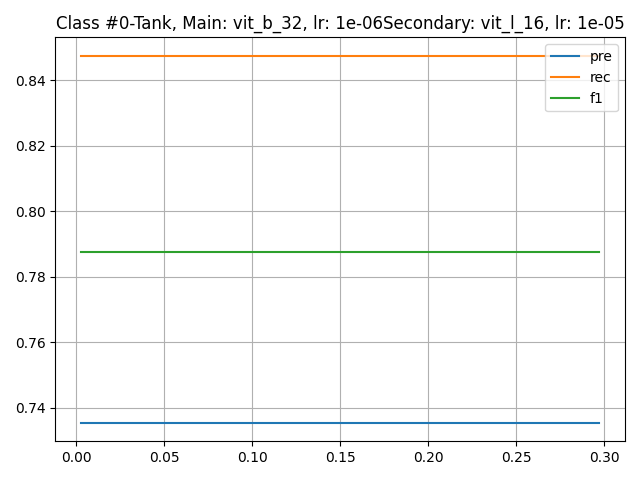 Class #0-Tank, Main: vit_b_32, lr: 1e-06Secondary: vit_l_16, lr: 1e-05
pre
rec
f1
0.84
0.82
0.80
0.78
0.76
0.74
0.00 0.05 0.10 0.15 0.20 0.25 0.30